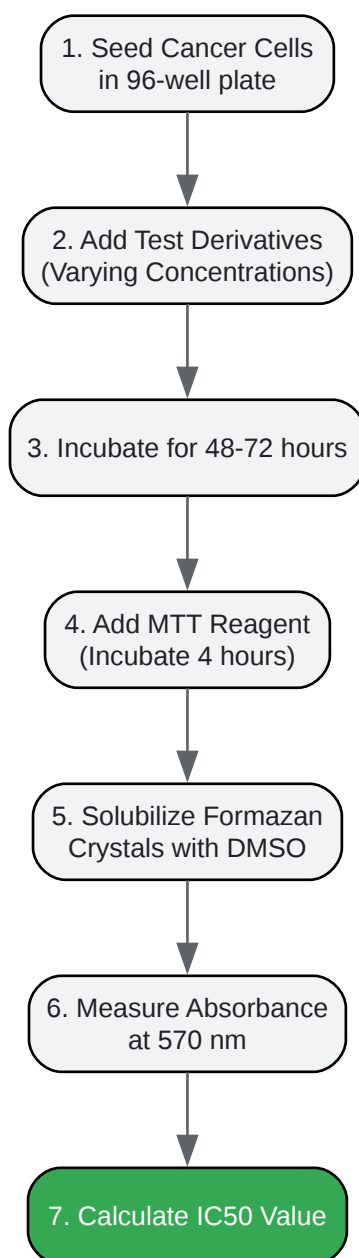 1. Seed Cancer Cells
in 96-well plate
2. Add Test Derivatives
(Varying Concentrations)
3. Incubate for 48-72 hours
4. Add MTT Reagent
(Incubate 4 hours)
5. Solubilize Formazan
Crystals with DMSO
6. Measure Absorbance
at 570 nm
7. Calculate IC50 Value